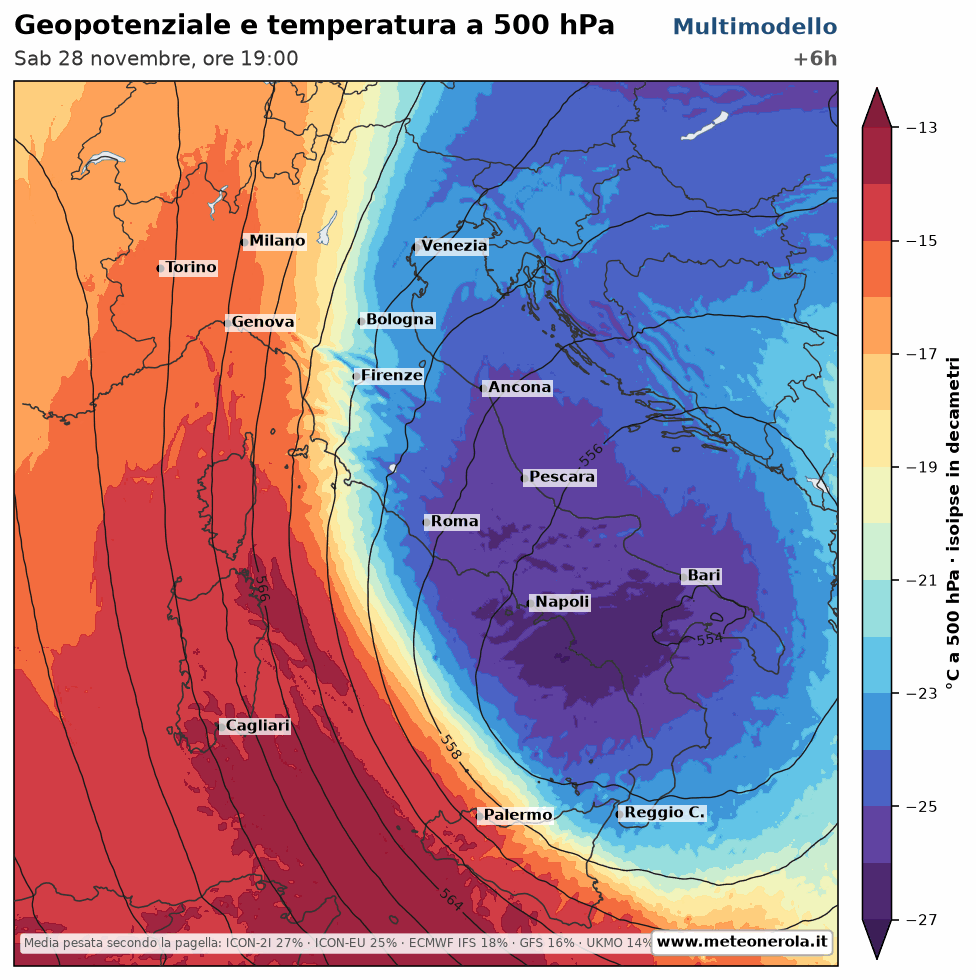 Geopotenziale e temperatura a 500 hPa
Multimodello
Sab 28 novembre, ore 19:00
+6h
−13
−15
−17
−19
−21
−23
−25
−27
°C a 500 hPa · isoipse in decametri
Milano
Venezia
Torino
Genova
Bologna
Firenze
Ancona
556
Pescara
Roma
Bari
566
Napoli
554
Cagliari
558
Palermo
Reggio C.
564
Media pesata secondo la pagella: ICON-2I 27% · ICON-EU 25% · ECMWF IFS 18% · GFS 16% · UKMO 14%
www.meteonerola.it